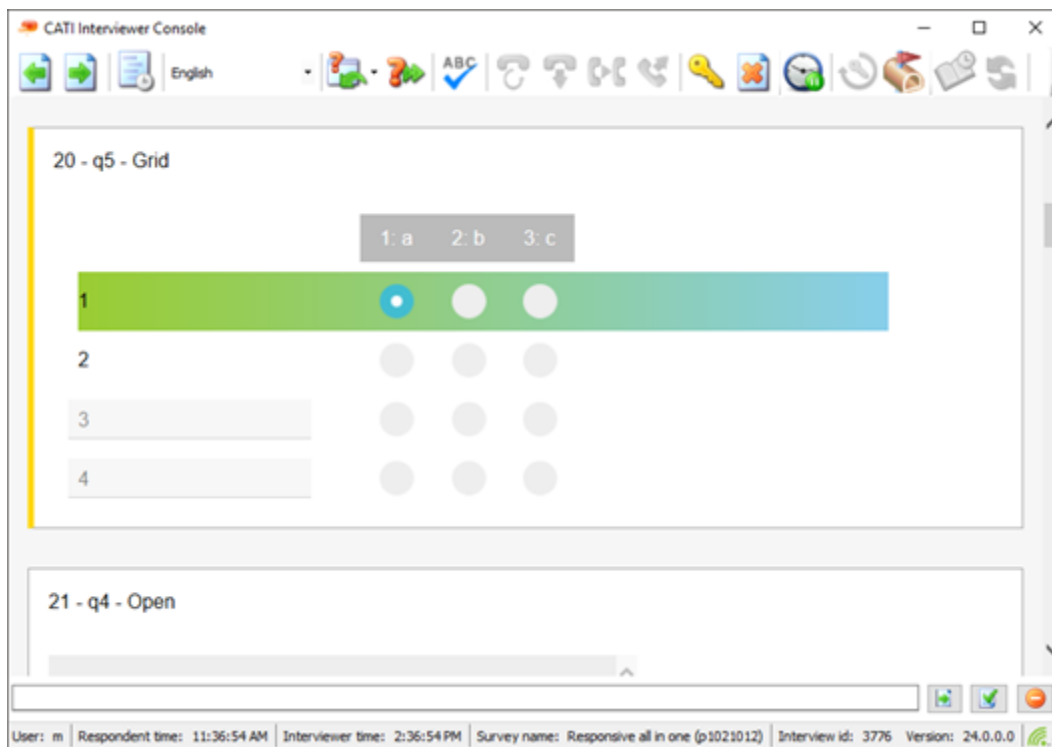 CATI Interviewer Console
English
ABC
20 - q5 - Grid
1: a 2: b 3: c
1
2
3
4
21 - q4 - Open
User: m Respondent time: 11:36:54 AM Interviewer time: 2:36:54 PM Survey name: Responsive all in one (p1021012) Interview id: 3776 Version: 24.0.0.0